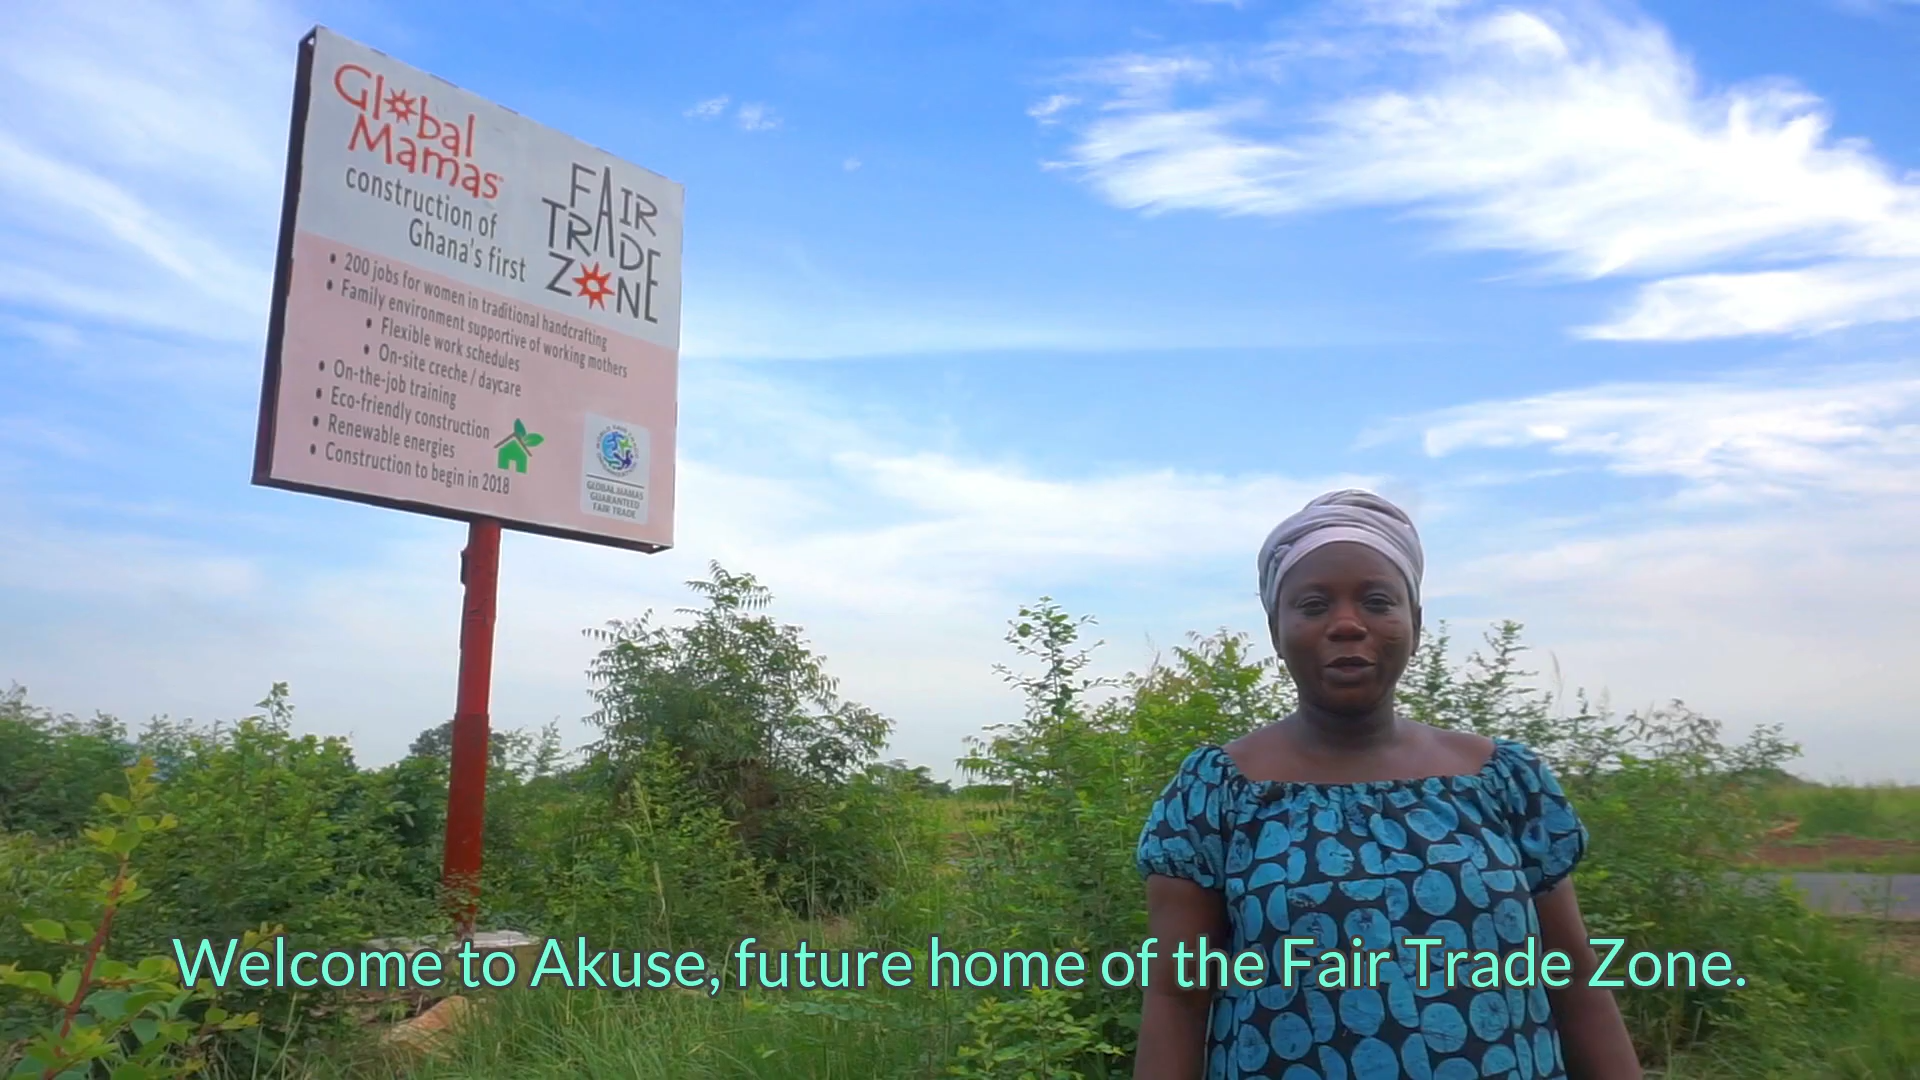 Global
Mamas
construction of
Ghana's first
FAIR
TRADE
ZONE
• 200 jobs for women in traditional handcrafting
• Family environment supportive of working mothers
• Flexible work schedules
• On-site creche / daycare
• On-the-job training
• Eco-friendly construction
• Renewable energies
• Construction to begin in 2018
GLOBAL MAMAS
GUARANTEED
FAIR TRADE
Welcome to Akuse, future home of the Fair Trade Zone.